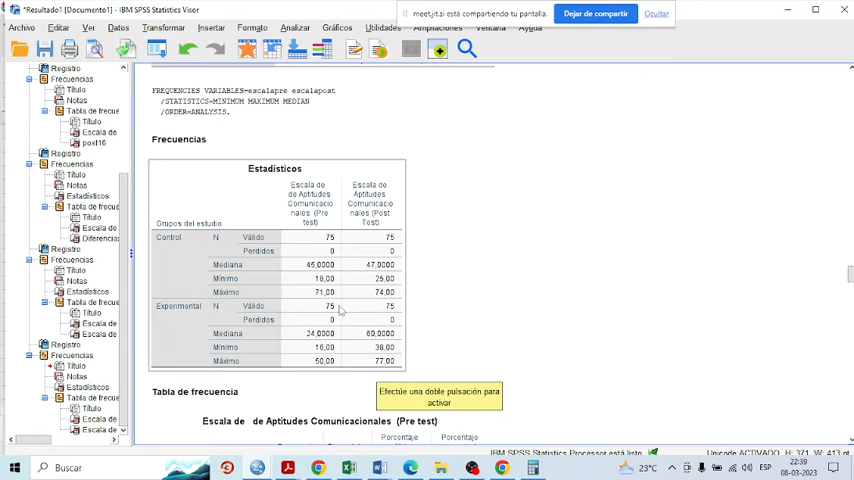 *Resultado1 [Documento1] - IBM SPSS Statistics Visor
meet.jit.si está compartiendo tu pantalla.
Dejar de compartir
Ocultar
Archivo Editar Ver Datos Transformar Insertar Formato Analizar Gráficos Utilidades Ampliaciones Ventana Ayuda
Registro
Frecuencias
Título
Notas
Tabla de frecue
Título
Escala de
post16
Registro
Frecuencias
Título
Notas
Estadísticos
Tabla de frecue
Título
Escala de
Diferencias
Registro
Frecuencias
Título
Notas
Estadísticos
Tabla de frecue
Título
Escala de
Escala de
Registro
Frecuencias
Título
Notas
Estadísticos
Tabla de frecue
Título
Escala de
Escala de
FREQUENCIES VARIABLES=escalapre escalapost
/STATISTICS=MINIMUM MAXIMUM MEDIAN
/ORDER=ANALYSIS.
Frecuencias
Estadísticos
Grupos del estudio
Escala de
de Aptitudes
Comunicacio
nales (Pre
test)
Escala de
Aptitudes
Comunicacio
nales (Post
Test)
Control N Válido 75 75
Perdidos 0 0
Mediana 45,0000 47,0000
Mínimo 18,00 25,00
Máximo 71,00 74,00
Experimental N Válido 75 75
Perdidos 0 0
Mediana 24,0000 60,0000
Mínimo 16,00 38,00
Máximo 50,00 77,00
Tabla de frecuencia
Efectúe una doble pulsación para
activar
Escala de de Aptitudes Comunicacionales (Pre test)
Porcentaje Porcentaje
IBM SPSS Statistics Processor está listo
Unicode:ACTIVADO H: 371, W: 413 pt
Buscar
23°C
ESP
22:39
08-03-2023